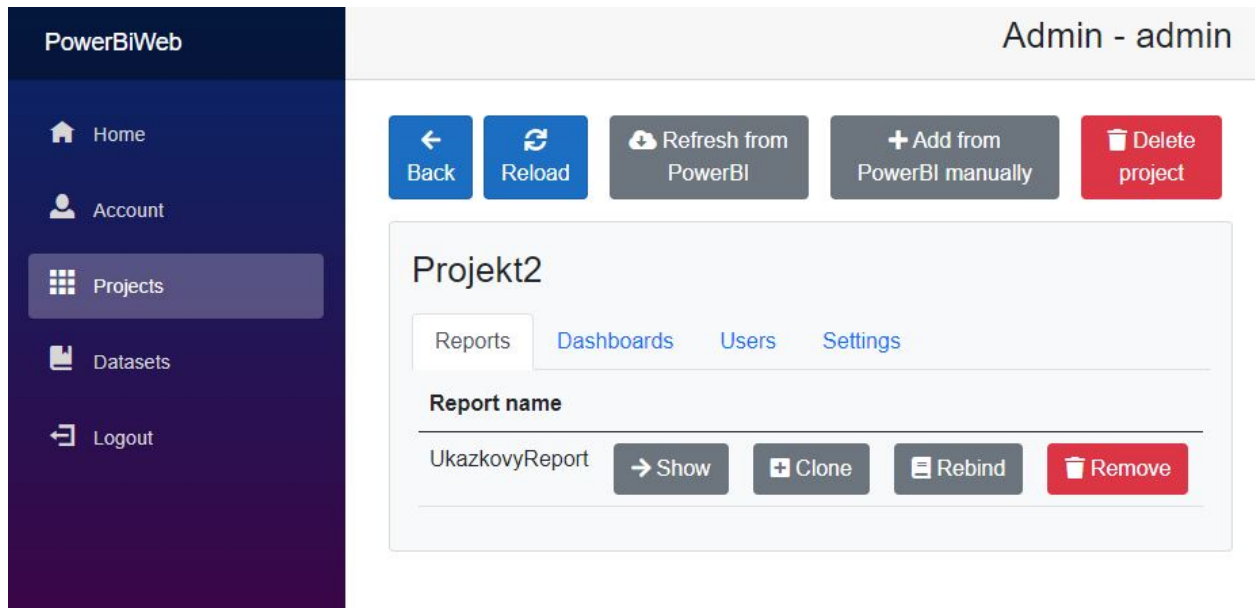 PowerBiWeb
Admin - admin
Home
Account
Projects
Datasets
Logout
Back
Reload
Refresh from
PowerBI
Add from
PowerBI manually
Delete
project
Projekt2
Reports Dashboards Users Settings
Report name
UkazkovyReport Show Clone Rebind Remove